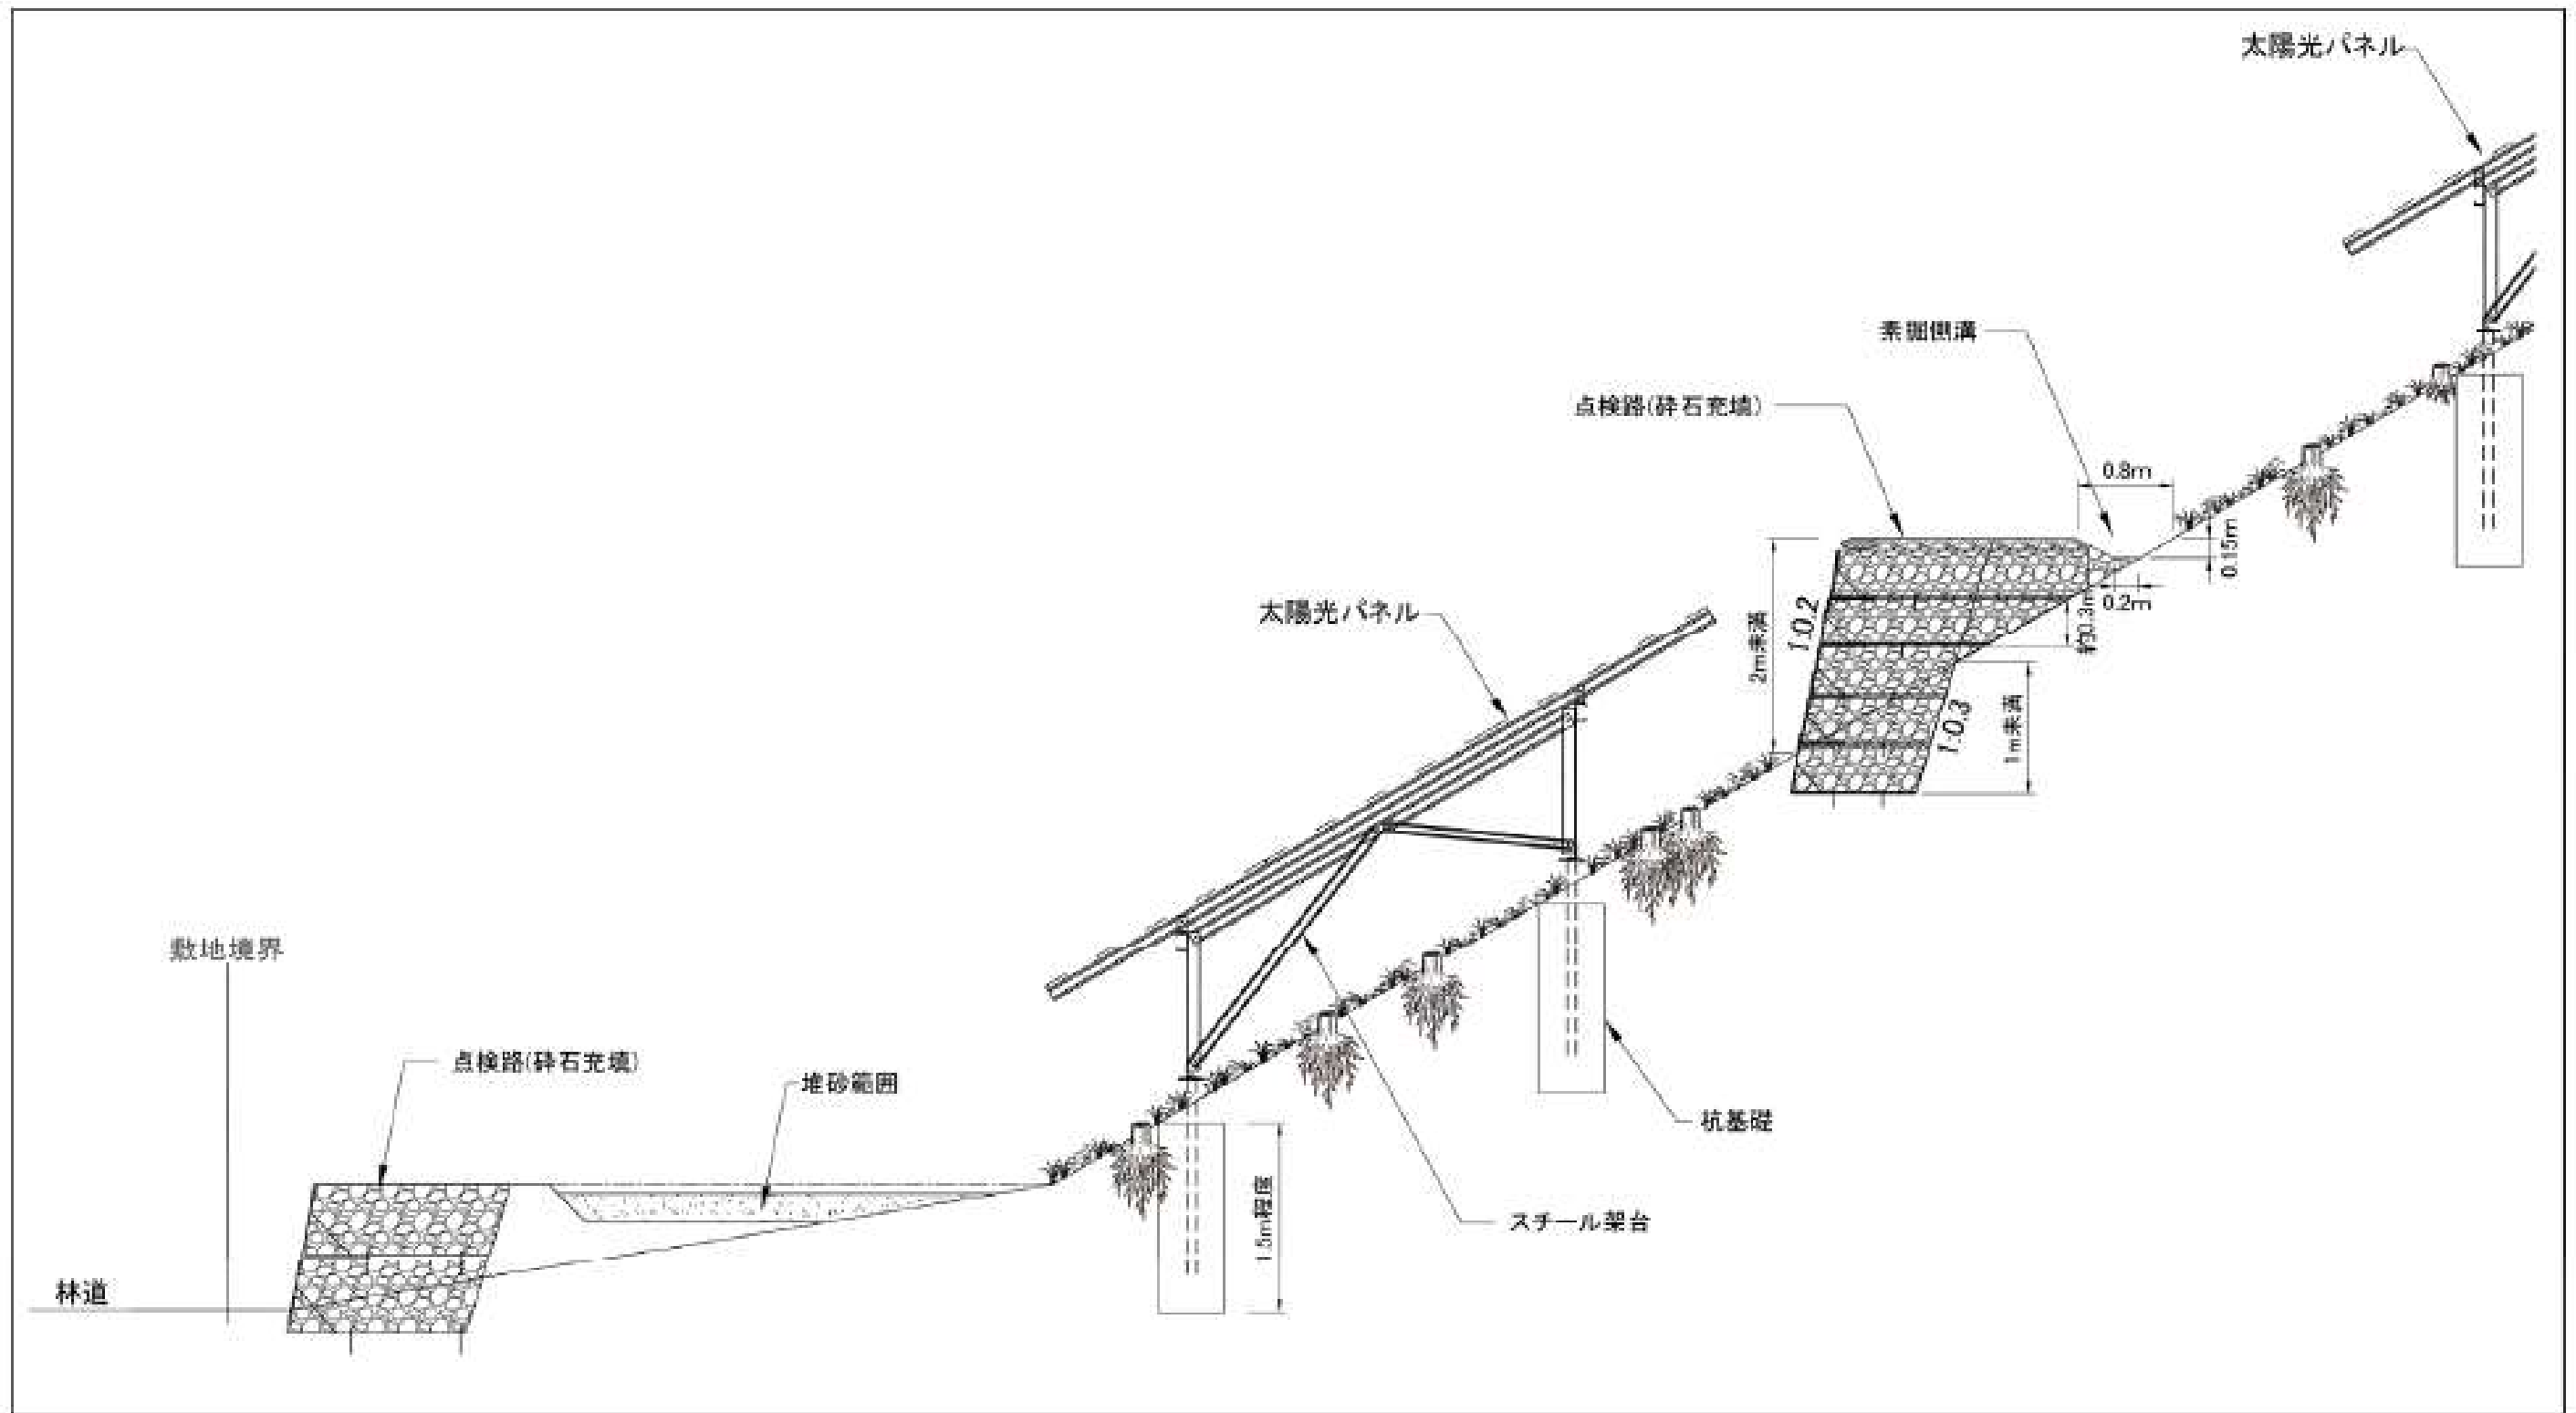 太陽光パネル
素掘側溝
点検路(砕石充填)
0.8m
0.15m
0.2m
約0.3m
2m未満
1:0.2
1:0.3
1m未満
太陽光パネル
敷地境界
点検路(砕石充填)
堆砂範囲
杭基礎
1.5m程度
スチール架台
林道